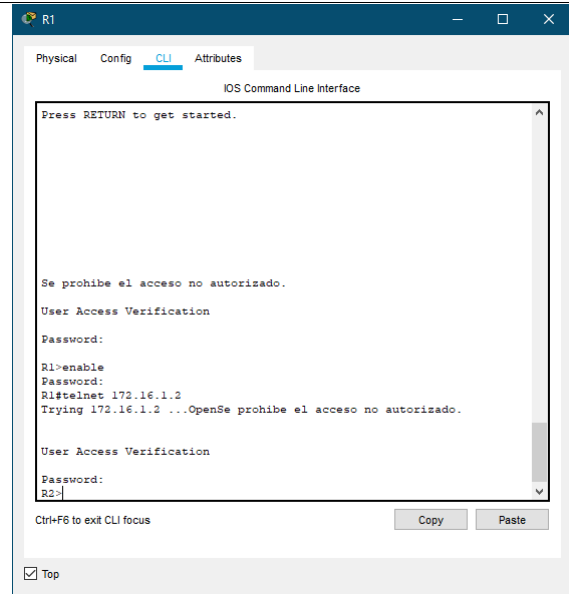 R1
Physical Config CLI Attributes
IOS Command Line Interface
Press RETURN to get started.
Se prohibe el acceso no autorizado.
User Access Verification
Password:
R1>enable
Password:
R1#telnet 172.16.1.2
Trying 172.16.1.2 ...OpenSe prohibe el acceso no autorizado.
User Access Verification
Password:
R2>
Ctrl+F6 to exit CLI focus
Copy Paste
Top